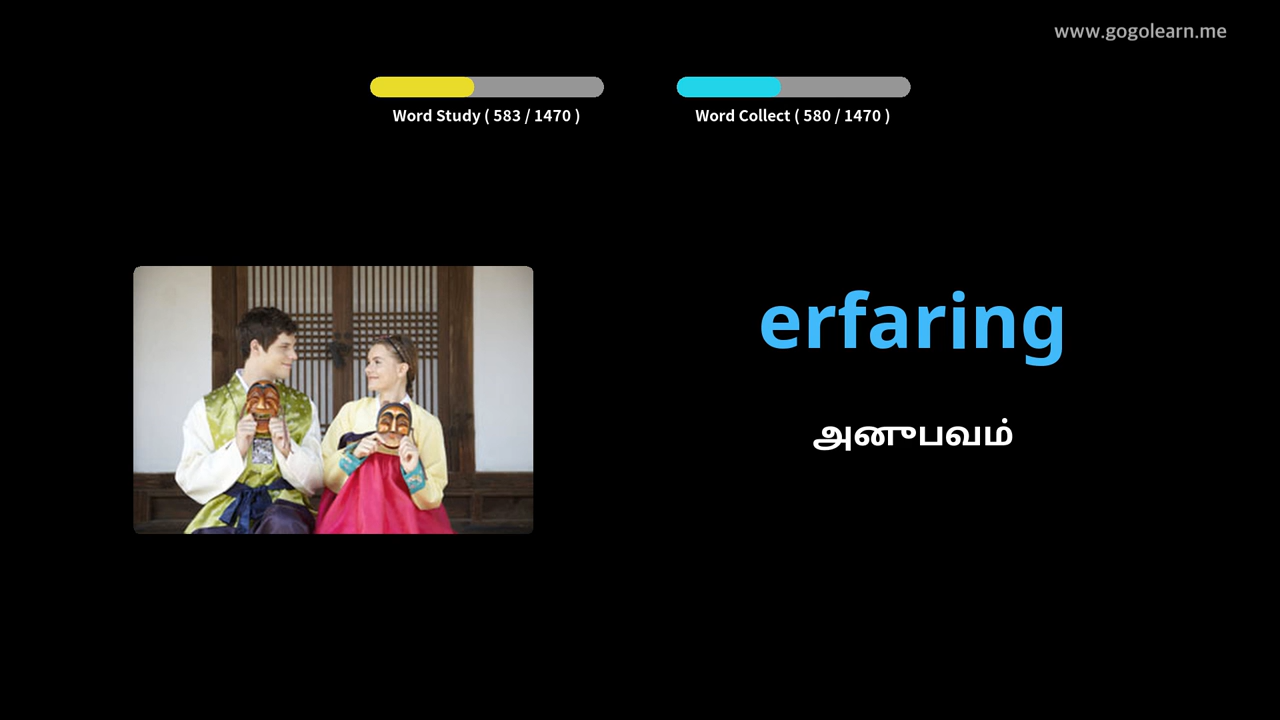 www.gogolearn.me
Word Study ( 583 / 1470 )
Word Collect ( 580 / 1470 )
erfaring
அனுபவம்